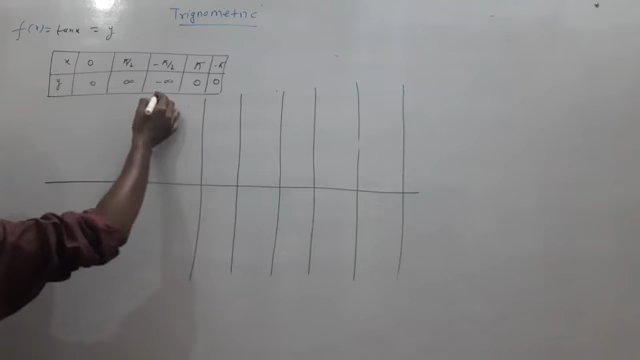 Trignometric
f(x) = tanx = y
x 0 π/2 -π/2 π -π
y 0 ∞ -∞ 0 0